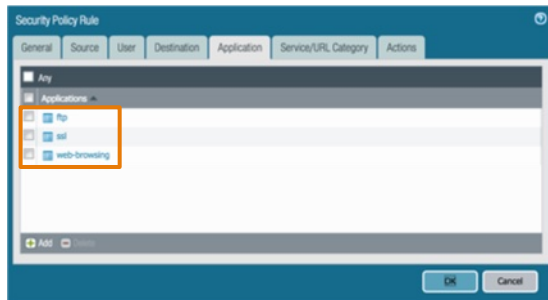 Security Policy Rule
General Source User Destination Application Service/URL Category Actions
Any
Applications
ftp
ssl
web-browsing
Add Delete
OK Cancel